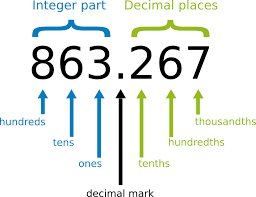 Integer part Decimal places
863.267
hundreds thousandths
tens hundredths
ones tenths
decimal mark